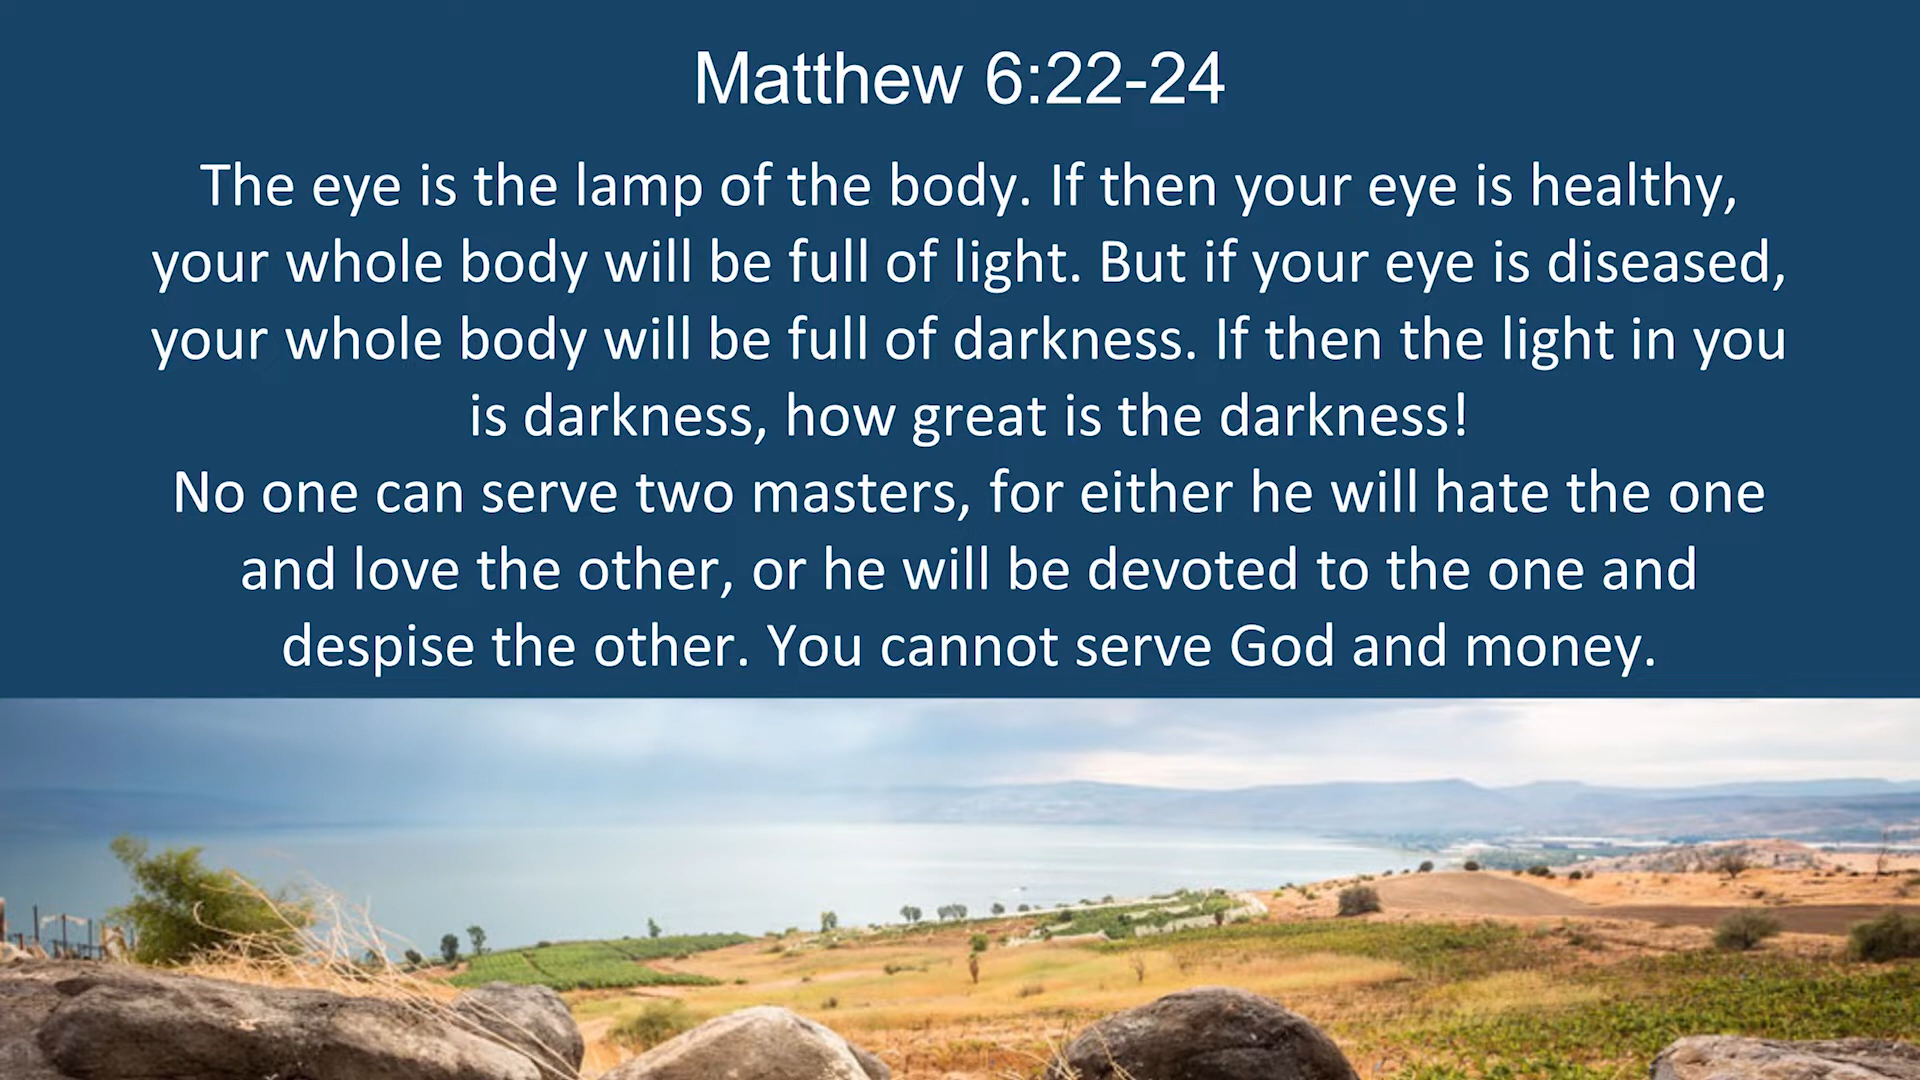 Matthew 6:22-24
The eye is the lamp of the body. If then your eye is healthy,
your whole body will be full of light. But if your eye is diseased,
your whole body will be full of darkness. If then the light in you
is darkness, how great is the darkness!
No one can serve two masters, for either he will hate the one
and love the other, or he will be devoted to the one and
despise the other. You cannot serve God and money.